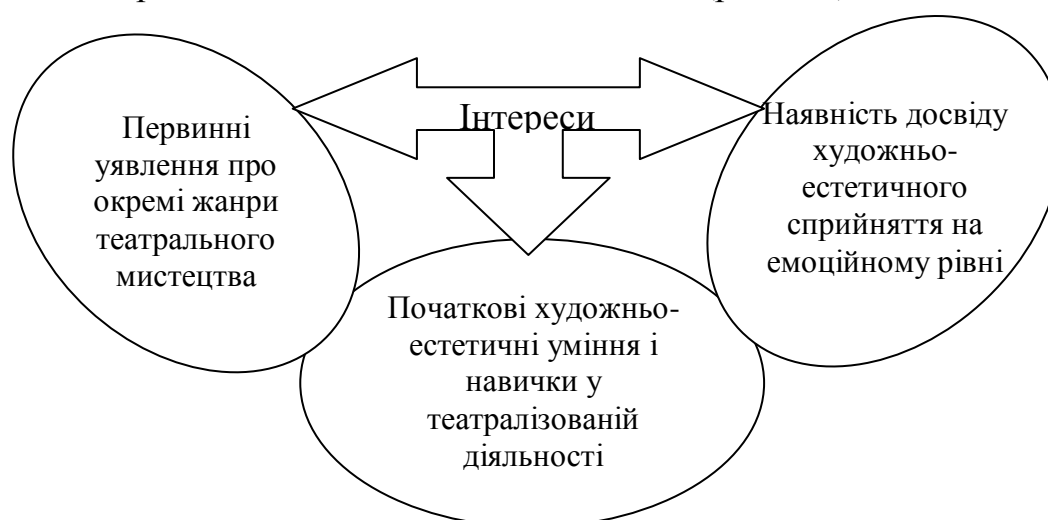 Інтереси
Первинні
уявлення про
окремі жанри
театрального
мистецтва
Наявність досвіду
художньо-
естетичного
сприйняття на
емоційному рівні
Початкові художньо-
естетичні уміння і
навички у
театралізованій
діяльності